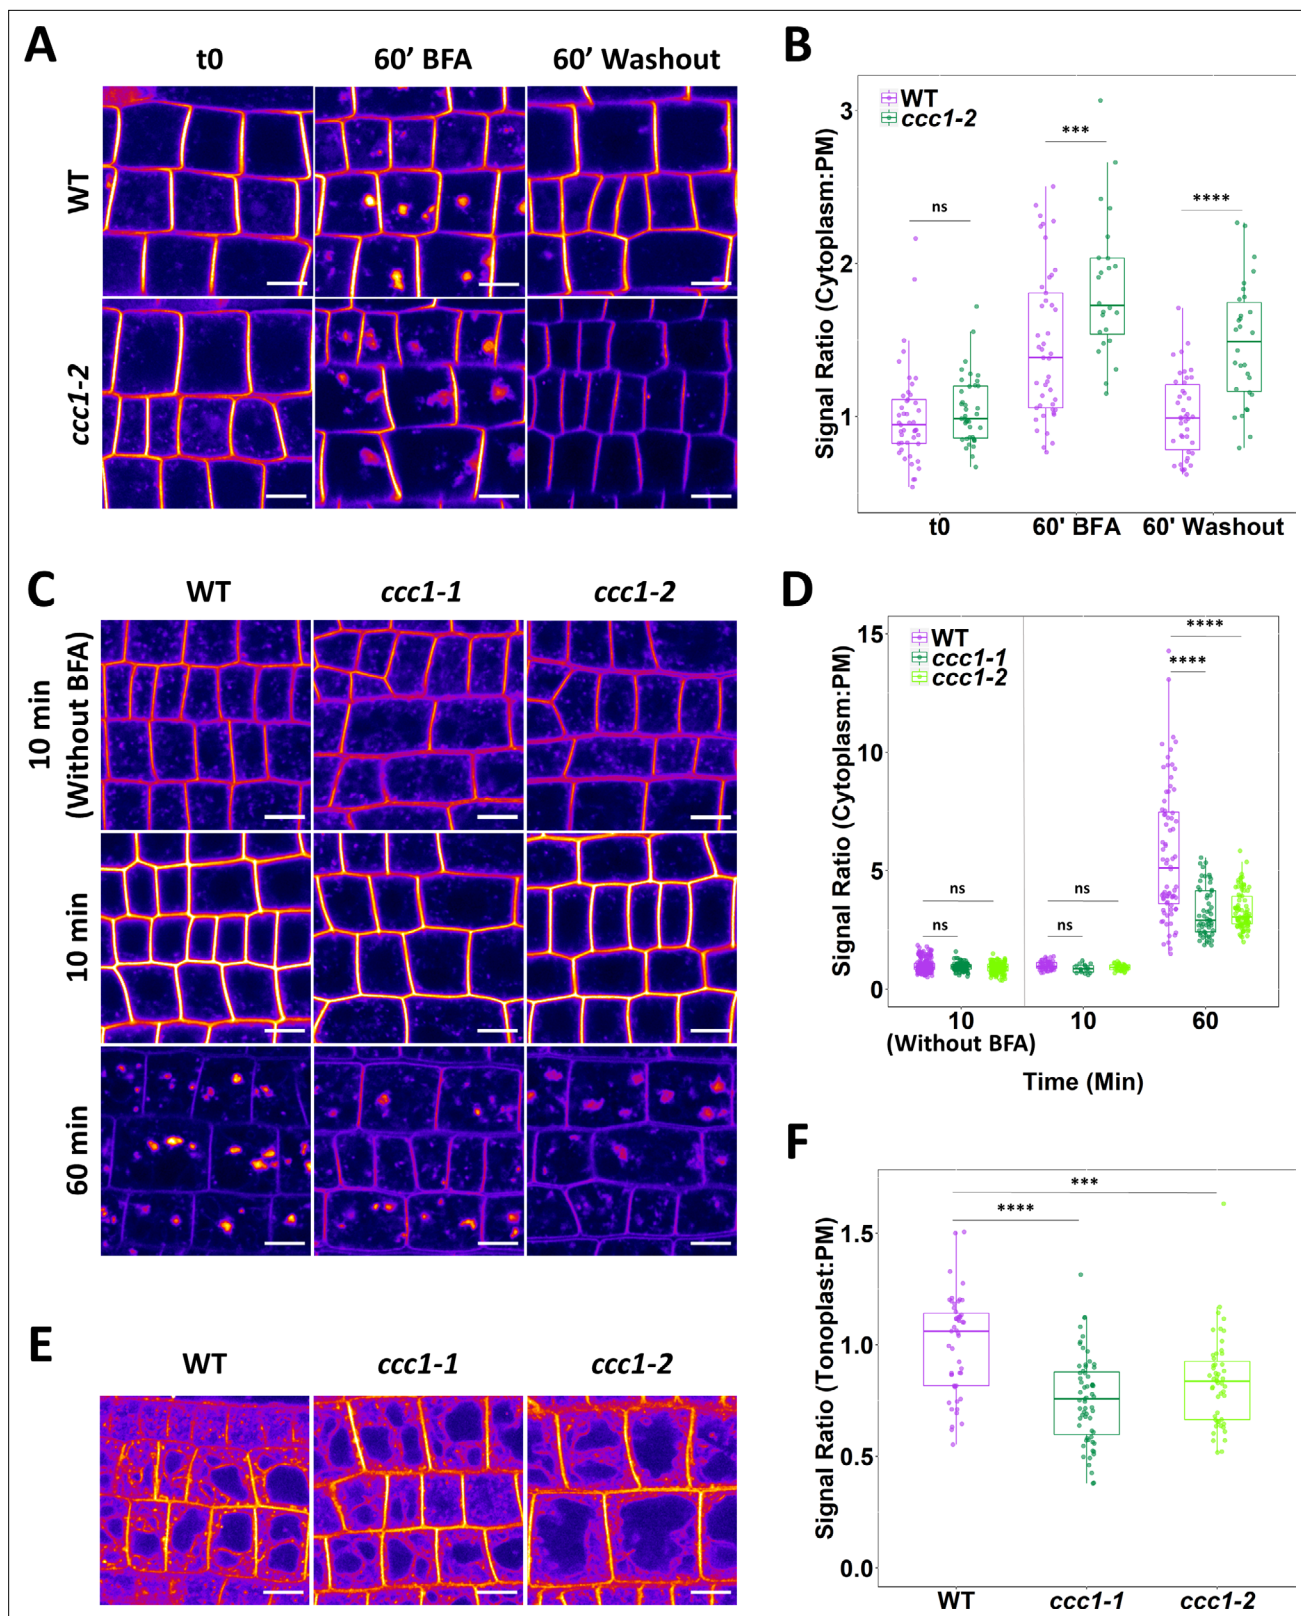 A
t0
60’ BFA
60’ Washout
WT
ccc1-2
B
Signal Ratio (Cytoplasm:PM)
3
2
1
WT
ccc1-2
ns
***
****
t0
60' BFA
60' Washout
C
WT
ccc1-1
ccc1-2
10 min
(Without BFA)
10 min
60 min
D
Signal Ratio (Cytoplasm:PM)
15
10
5
0
WT
ccc1-1
ccc1-2
ns
ns
ns
ns
****
****
10
(Without BFA)
10
60
Time (Min)
E
WT
ccc1-1
ccc1-2
F
Signal Ratio (Tonoplast:PM)
1.5
1.0
0.5
0.0
***
****
WT
ccc1-1
ccc1-2